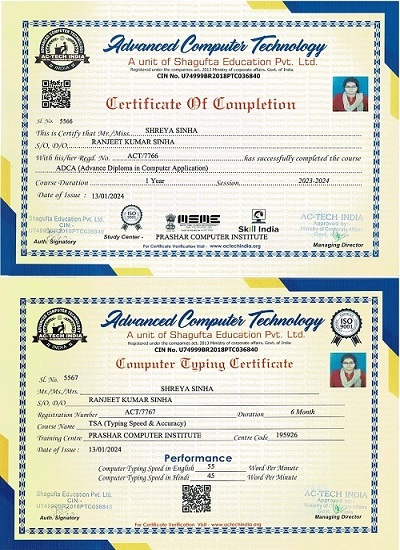 Advanced Computer Technology
A unit of Shagufta Education Pvt. Ltd.
Registered under the companies act. 2013 Ministry of corporate affairs. Govt. of India
CIN No. U74999BR2018PTC036840
AC-TECH INDIA
Certificate Of Completion
Sl. No. 5566
This is Certify that Mr./Miss. SHREYA SINHA
S/O, D/O RANJEET KUMAR SINHA
With his/her Regd. No. ACT/7766 has successfully completed the course
ADCA (Advance Diploma in Computer Application)
Course Duration 1 Year Session 2023-2024
Date of Issue : 13/01/2024
Shagufta Education Pvt. Ltd.
CIN:-
U74999BR2018PTC036840
Auth. Signatory
ISO
MSME
Skill India
Study Center - PRASHAR COMPUTER INSTITUTE
For Certificate Verification Visit - www.actechindia.org
AC-TECH INDIA
Approved by:-
Ministry of Corporate Affairs
Managing Director
Advanced Computer Technology
A unit of Shagufta Education Pvt. Ltd.
Registered under the companies act. 2013 Ministry of corporate affairs. Govt. of India
CIN No. U74999BR2018PTC036840
AC-TECH INDIA
ISO
9001
Computer Typing Certificate
Sl. No. 5567
Mr./Ms./Mrs. SHREYA SINHA
S/O, D/O RANJEET KUMAR SINHA
Registration Number ACT/7767 Duration 6 Month
Course Name TSA (Typing Speed & Accuracy)
Training Centre PRASHAR COMPUTER INSTITUTE Centre Code 195926
Date of Issue : 13/01/2024
Performance
Computer Typing Speed in English 55 Word Per Minute
Computer Typing Speed in Hindi 45 Word Per Minute
Shagufta Education Pvt. Ltd.
CIN:-
U74999BR2018PTC036840
Auth. Signatory
AC-TECH INDIA
Approved by:-
Managing Director
For Certificate Verification Visit - www.actechindia.org